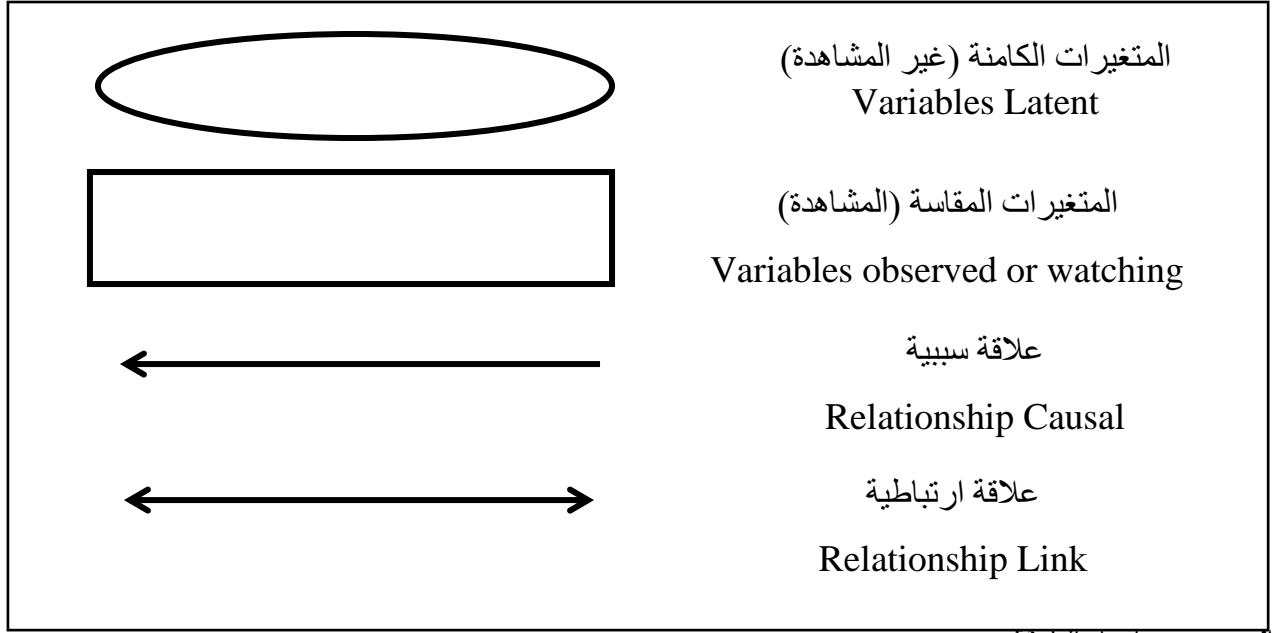 المتغيرات الكامنة (غير المشاهدة)
Variables Latent
المتغيرات المقاسة (المشاهدة)
Variables observed or watching
علاقة سببية
Relationship Causal
علاقة ارتباطية
Relationship Link